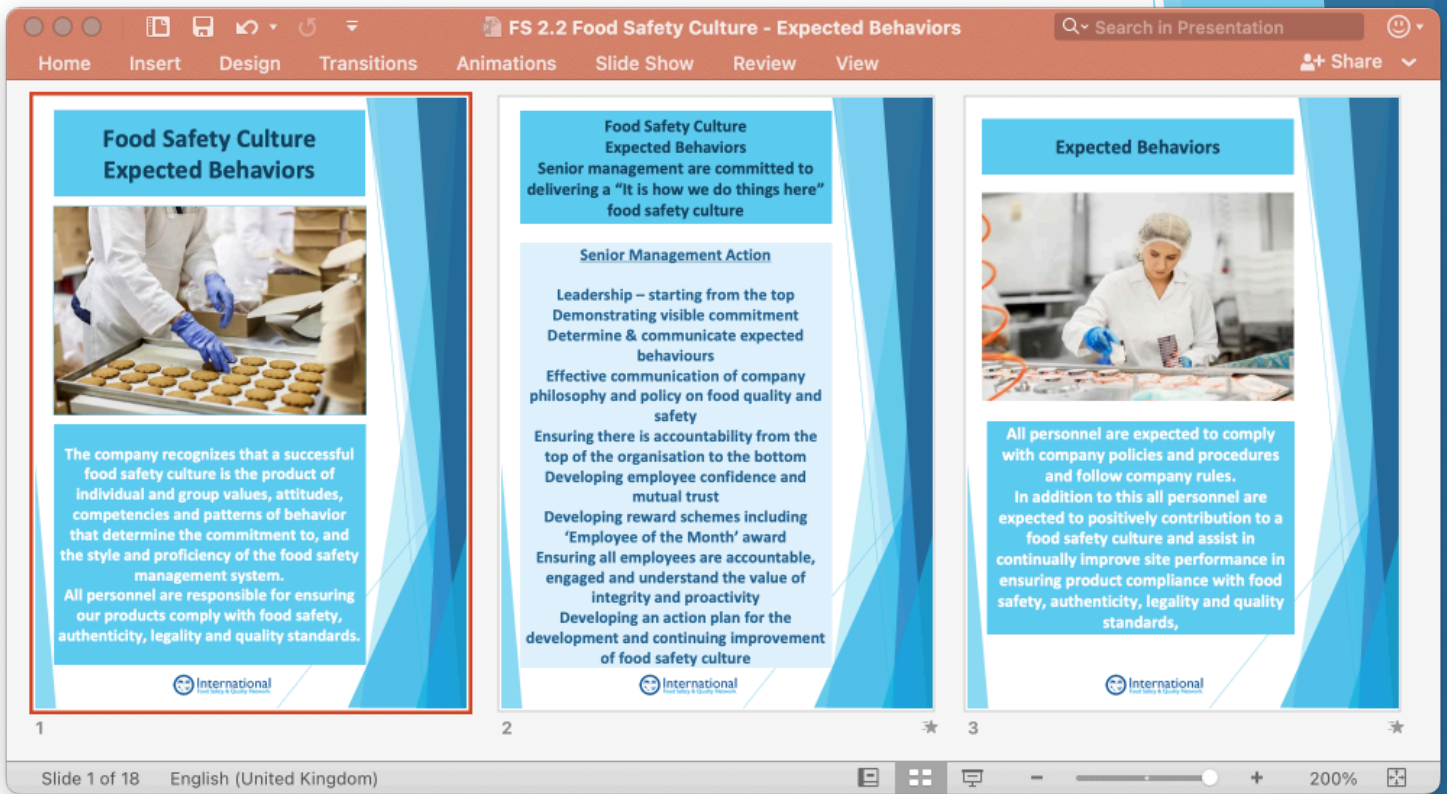 FS 2.2 Food Safety Culture - Expected Behaviors
Search in Presentation
Home Insert Design Transitions Animations Slide Show Review View Share
Food Safety Culture
Expected Behaviors
The company recognizes that a successful
food safety culture is the product of
individual and group values, attitudes,
competencies and patterns of behavior
that determine the commitment to, and
the style and proficiency of the food safety
management system.
All personnel are responsible for ensuring
our products comply with food safety,
authenticity, legality and quality standards.
International
Food Safety & Quality Network
1
Food Safety Culture
Expected Behaviors
Senior management are committed to
delivering a “It is how we do things here”
food safety culture
Senior Management Action
Leadership – starting from the top
Demonstrating visible commitment
Determine & communicate expected
behaviours
Effective communication of company
philosophy and policy on food quality and
safety
Ensuring there is accountability from the
top of the organisation to the bottom
Developing employee confidence and
mutual trust
Developing reward schemes including
‘Employee of the Month’ award
Ensuring all employees are accountable,
engaged and understand the value of
integrity and proactivity
Developing an action plan for the
development and continuing improvement
of food safety culture
International
Food Safety & Quality Network
2
Expected Behaviors
All personnel are expected to comply
with company policies and procedures
and follow company rules.
In addition to this all personnel are
expected to positively contribution to a
food safety culture and assist in
continually improve site performance in
ensuring product compliance with food
safety, authenticity, legality and quality
standards,
International
Food Safety & Quality Network
3
Slide 1 of 18 English (United Kingdom) 200%